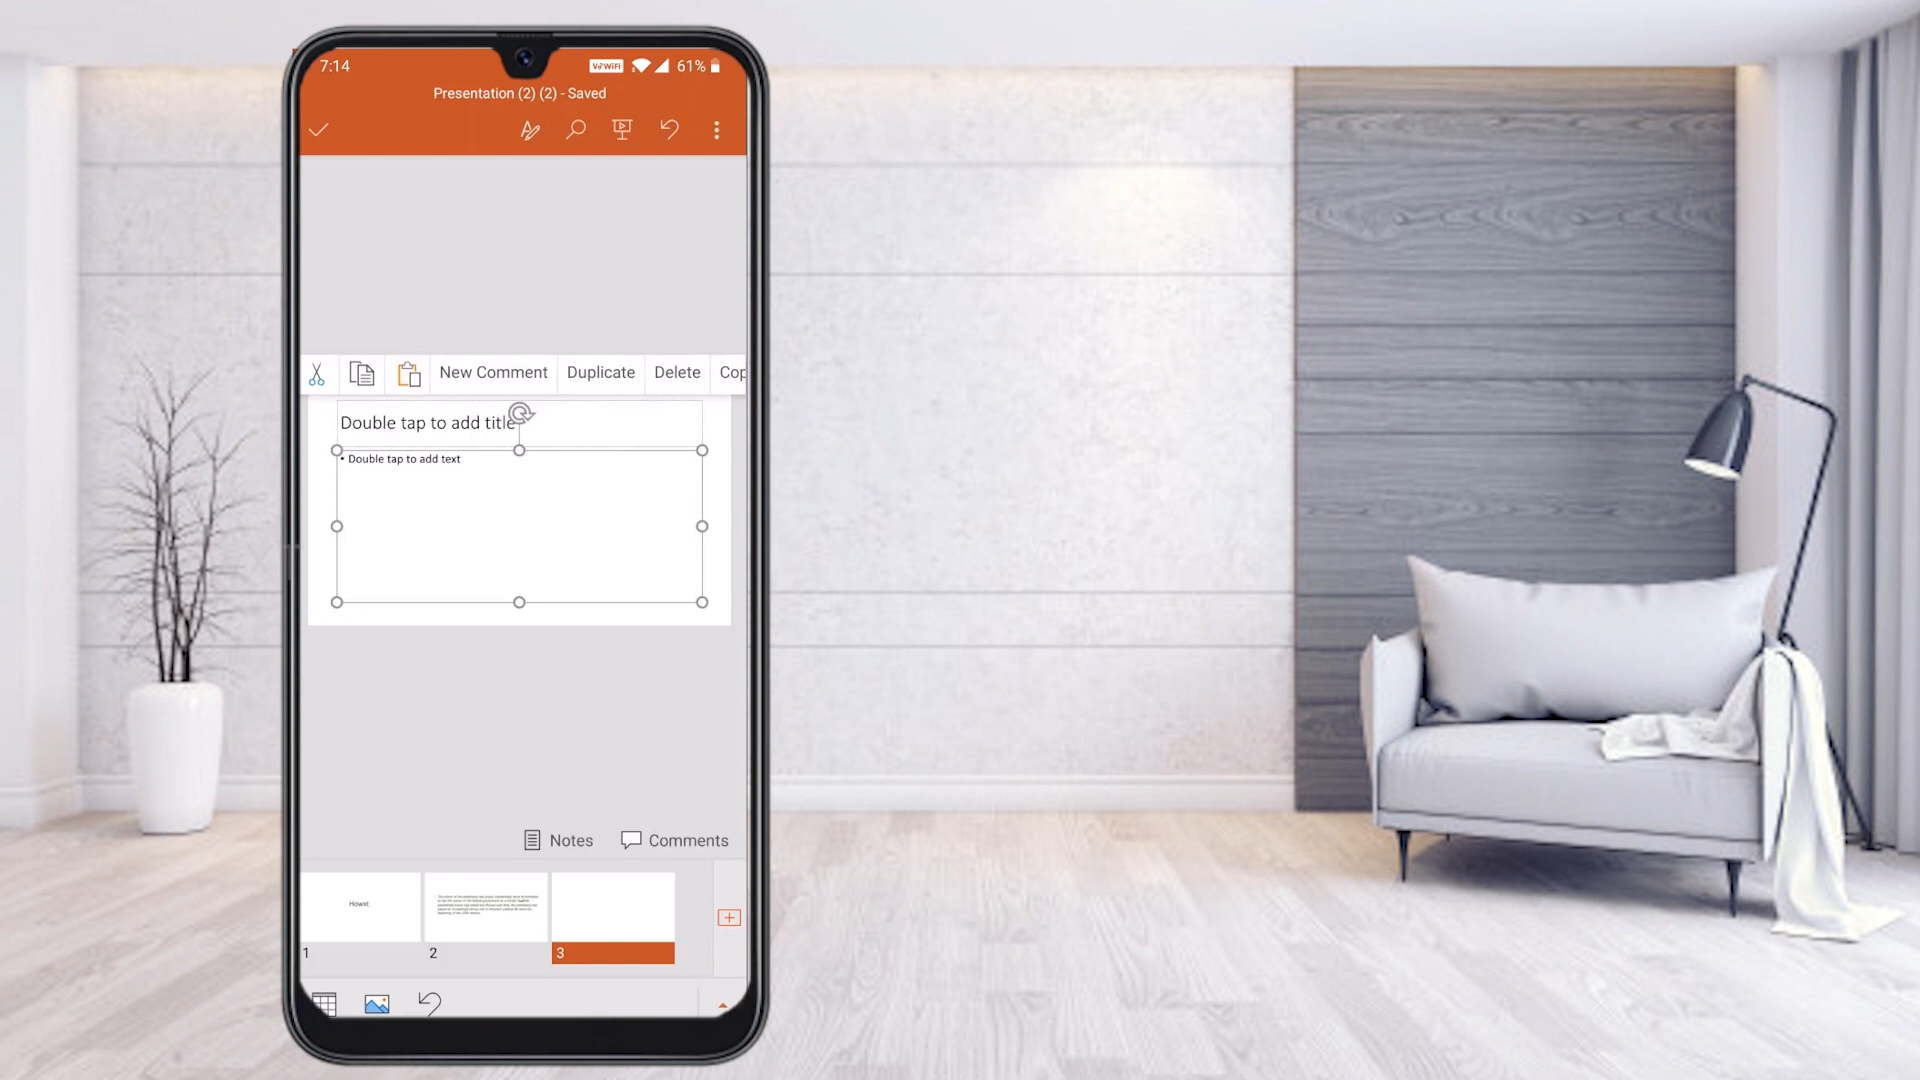 7:14
VoWiFi 61%
Presentation (2) (2) - Saved
New Comment Duplicate Delete Cop
Double tap to add title
• Double tap to add text
Notes Comments
Howxt
1 2 3